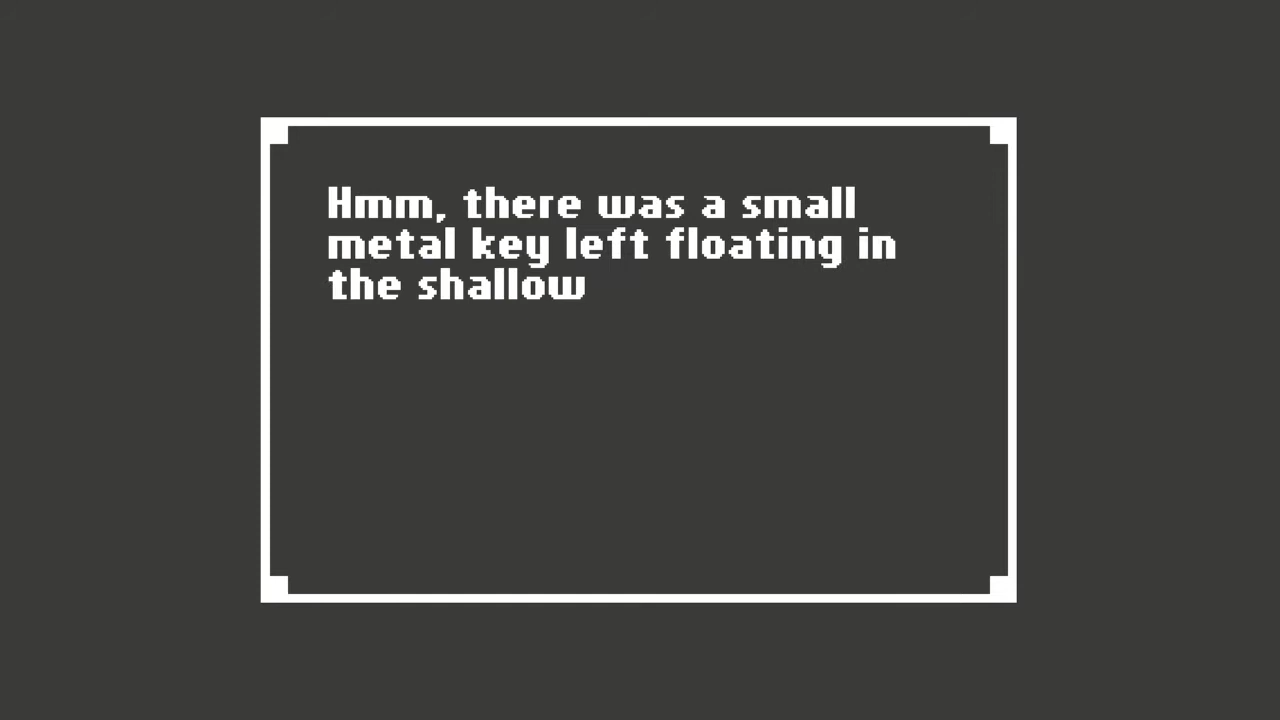 Hmm, there was a small
metal key left floating in
the shallow